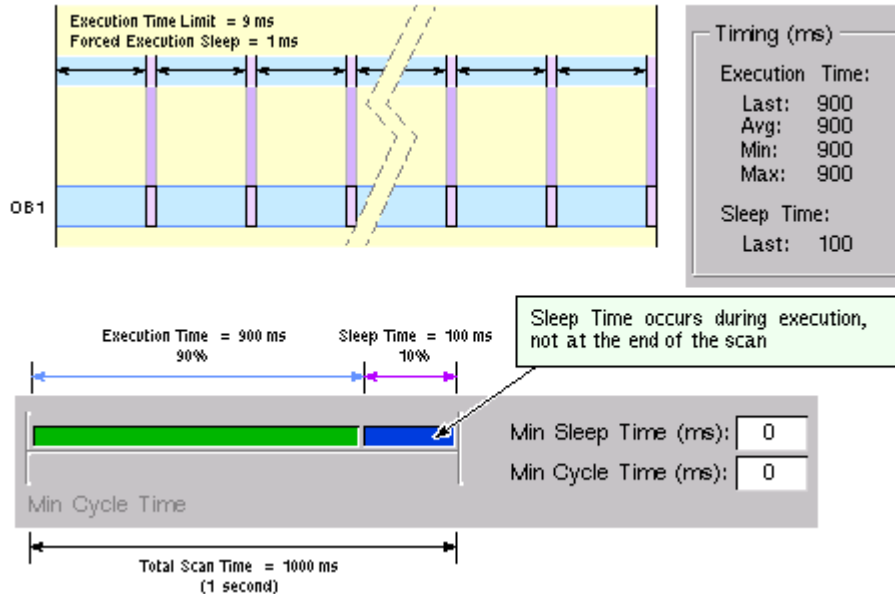 Execution Time Limit = 9 ms
Forced Execution Sleep = 1 ms
OB1
Timing (ms)
Execution Time:
Last: 900
Avg: 900
Min: 900
Max: 900
Sleep Time:
Last: 100
Sleep Time occurs during execution,
not at the end of the scan
Execution Time = 900 ms
90%
Sleep Time = 100 ms
10%
Min Sleep Time (ms): 0
Min Cycle Time (ms): 0
Min Cycle Time
Total Scan Time = 1000 ms
(1 second)